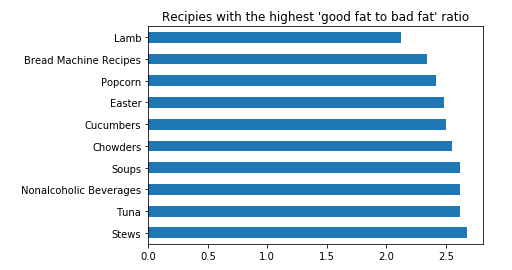 Recipies with the highest 'good fat to bad fat' ratio
Lamb
Bread Machine Recipes
Popcorn
Easter
Cucumbers
Chowders
Soups
Nonalcoholic Beverages
Tuna
Stews
0.0 0.5 1.0 1.5 2.0 2.5